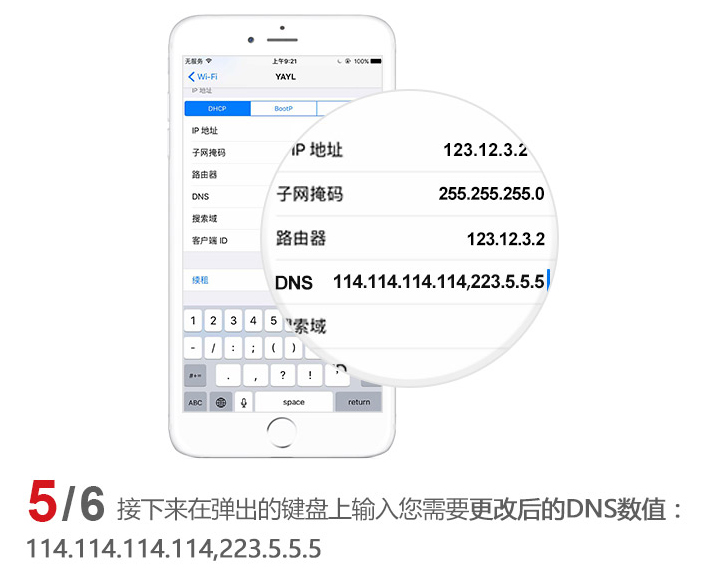 无服务 上午9:21 100%
Wi-Fi YAYL
IP 地址
DHCP BootP
IP 地址
子网掩码
路由器
DNS
搜索域
客户端 ID
续租
IP 地址 123.12.3.2
子网掩码 255.255.255.0
路由器 123.12.3.2
DNS 114.114.114.114,223.5.5.5
索域
1 2 3 4 5
- / : ; ( )
#+= . , ? !
ABC space return
5/6 接下来在弹出的键盘上输入您需要更改后的DNS数值：
114.114.114.114,223.5.5.5